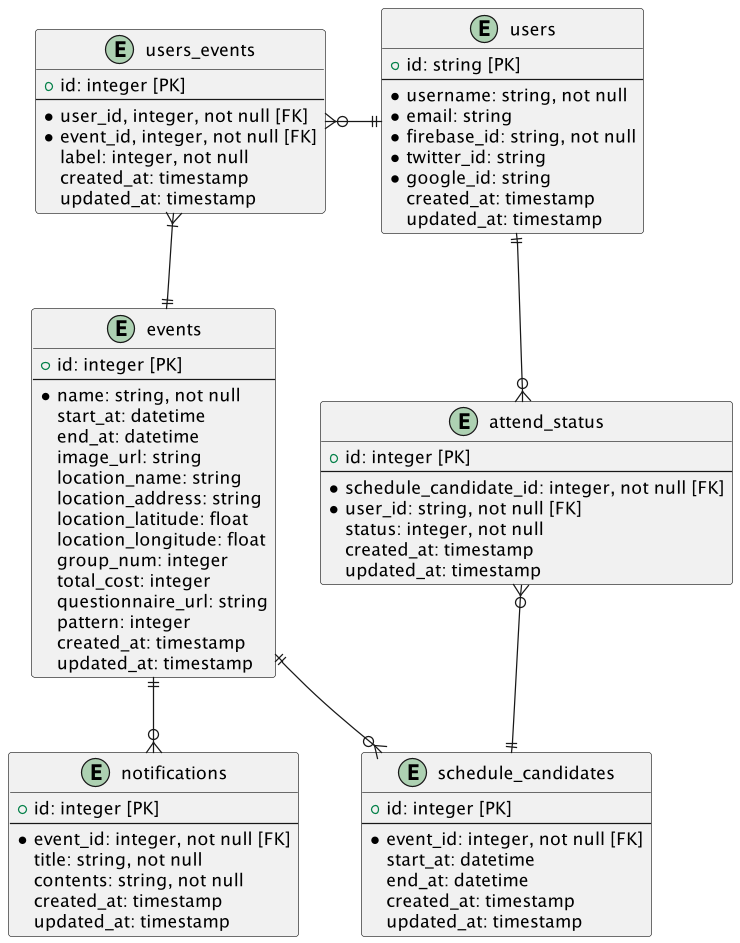 E users_events
id: integer [PK]
user_id, integer, not null [FK]
event_id, integer, not null [FK]
label: integer, not null
created_at: timestamp
updated_at: timestamp
E users
id: string [PK]
username: string, not null
email: string
firebase_id: string, not null
twitter_id: string
google_id: string
created_at: timestamp
updated_at: timestamp
E events
id: integer [PK]
name: string, not null
start_at: datetime
end_at: datetime
image_url: string
location_name: string
location_address: string
location_latitude: float
location_longitude: float
group_num: integer
total_cost: integer
questionnaire_url: string
pattern: integer
created_at: timestamp
updated_at: timestamp
E attend_status
id: integer [PK]
schedule_candidate_id: integer, not null [FK]
user_id: string, not null [FK]
status: integer, not null
created_at: timestamp
updated_at: timestamp
E notifications
id: integer [PK]
event_id: integer, not null [FK]
title: string, not null
contents: string, not null
created_at: timestamp
updated_at: timestamp
E schedule_candidates
id: integer [PK]
event_id: integer, not null [FK]
start_at: datetime
end_at: datetime
created_at: timestamp
updated_at: timestamp